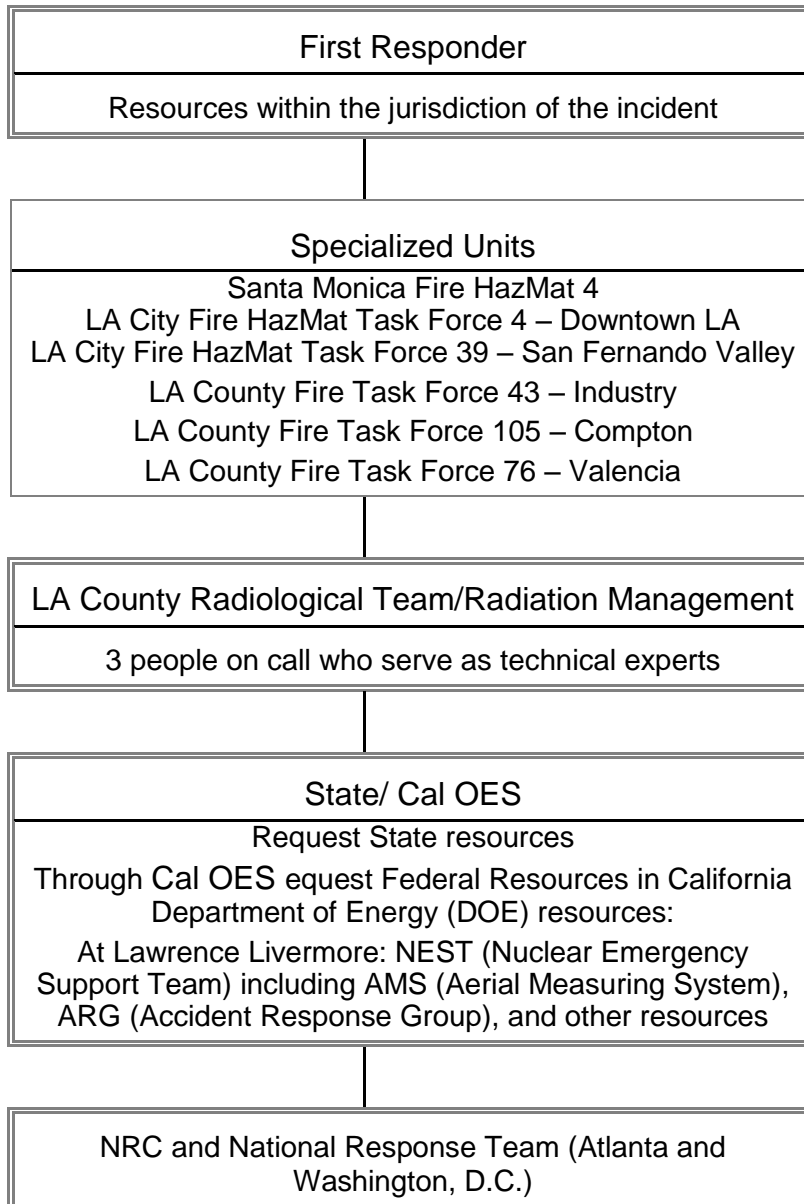 First Responder
Resources within the jurisdiction of the incident
Specialized Units
Santa Monica Fire HazMat 4
LA City Fire HazMat Task Force 4 – Downtown LA
LA City Fire HazMat Task Force 39 – San Fernando Valley
LA County Fire Task Force 43 – Industry
LA County Fire Task Force 105 – Compton
LA County Fire Task Force 76 – Valencia
LA County Radiological Team/Radiation Management
3 people on call who serve as technical experts
State/ Cal OES
Request State resources
Through Cal OES equest Federal Resources in California
Department of Energy (DOE) resources:
At Lawrence Livermore: NEST (Nuclear Emergency
Support Team) including AMS (Aerial Measuring System),
ARG (Accident Response Group), and other resources
NRC and National Response Team (Atlanta and
Washington, D.C.)